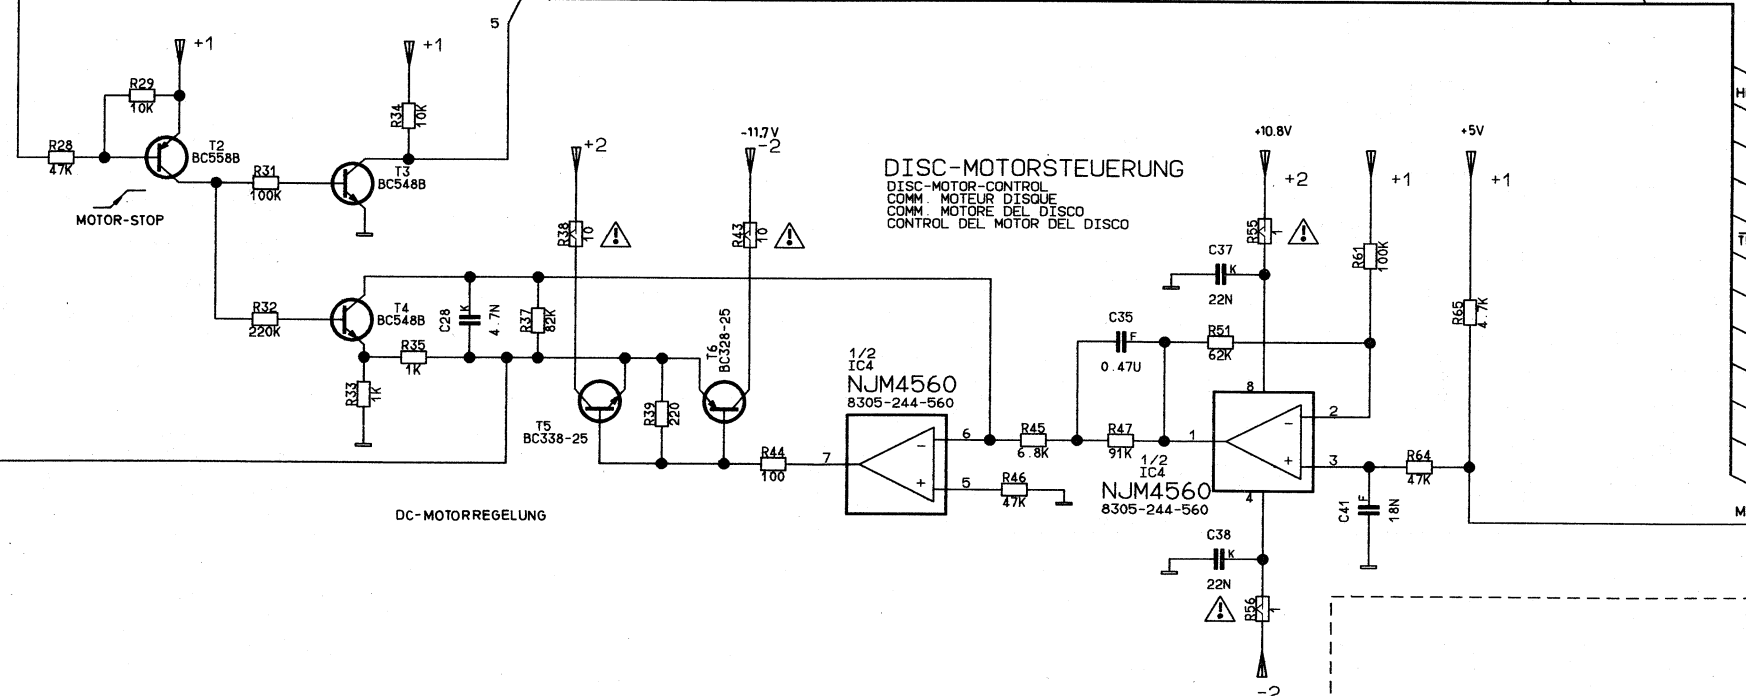 5
+1
+1
R29
10K
R34
10K
R28
47K
T2
BC558B
MOTOR-STOP
R31
100K
T3
BC548B
+2
-11.7V
-2
DISC-MOTORSTEUERUNG
DISC-MOTOR-CONTROL
COMM. MOTEUR DISQUE
COMM. MOTORE DEL DISCO
CONTROL DEL MOTOR DEL DISCO
+10.8V
+2
+1
+5V
+1
R38
10
!
R43
10
!
R55
1
!
R61
100K
C37
K
22N
R65
4.7K
R32
220K
T4
BC548B
C28
K
4.7N
R37
82K
R35
1K
R33
1K
T6
BC328-25
T5
BC338-25
R39
220
R44
100
1/2
IC4
NJM4560
8305-244-560
7
6
5
-
+
R45
6.8K
R46
47K
C35
F
0.47U
R51
62K
R47
91K
1
8
2
3
4
-
+
1/2
IC4
NJM4560
8305-244-560
R64
47K
C41
F
18N
C38
K
22N
!
R56
1
-2
DC-MOTORREGELUNG
M